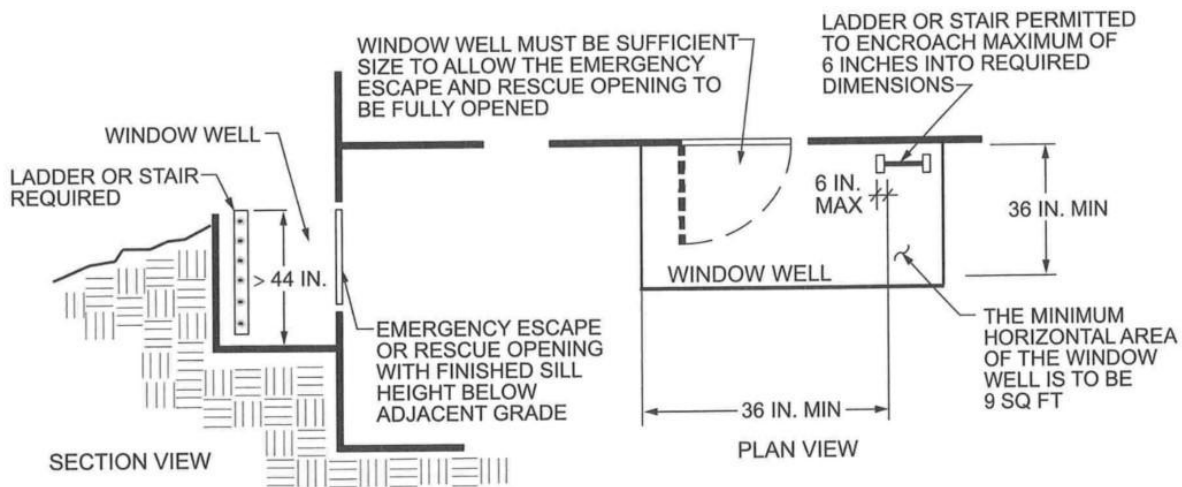 WINDOW WELL MUST BE SUFFICIENT
SIZE TO ALLOW THE EMERGENCY
ESCAPE AND RESCUE OPENING TO
BE FULLY OPENED
LADDER OR STAIR PERMITTED
TO ENCROACH MAXIMUM OF
6 INCHES INTO REQUIRED
DIMENSIONS
WINDOW WELL
LADDER OR STAIR
REQUIRED
> 44 IN.
6 IN.
MAX
36 IN. MIN
WINDOW WELL
EMERGENCY ESCAPE
OR RESCUE OPENING
WITH FINISHED SILL
HEIGHT BELOW
ADJACENT GRADE
THE MINIMUM
HORIZONTAL AREA
OF THE WINDOW
WELL IS TO BE
9 SQ FT
36 IN. MIN
SECTION VIEW
PLAN VIEW